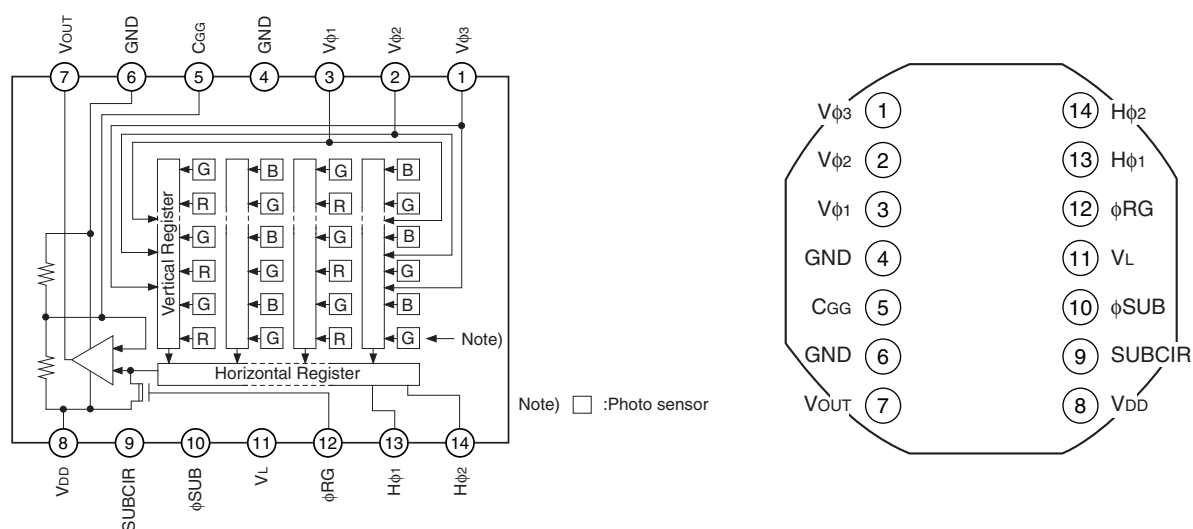 VOUT GND CGG GND Vϕ1 Vϕ2 Vϕ3
7 6 5 4 3 2 1
Vertical Register
G B G B
R G R G
G B G B
R G R G
G B G B
R G R G
Note)
Horizontal Register
Note) :Photo sensor
8 9 10 11 12 13 14
VDD SUBCIR ϕSUB VL ϕRG Hϕ1 Hϕ2
Vϕ3 1 14 Hϕ2
Vϕ2 2 13 Hϕ1
Vϕ1 3 12 ϕRG
GND 4 11 VL
CGG 5 10 ϕSUB
GND 6 9 SUBCIR
VOUT 7 8 VDD